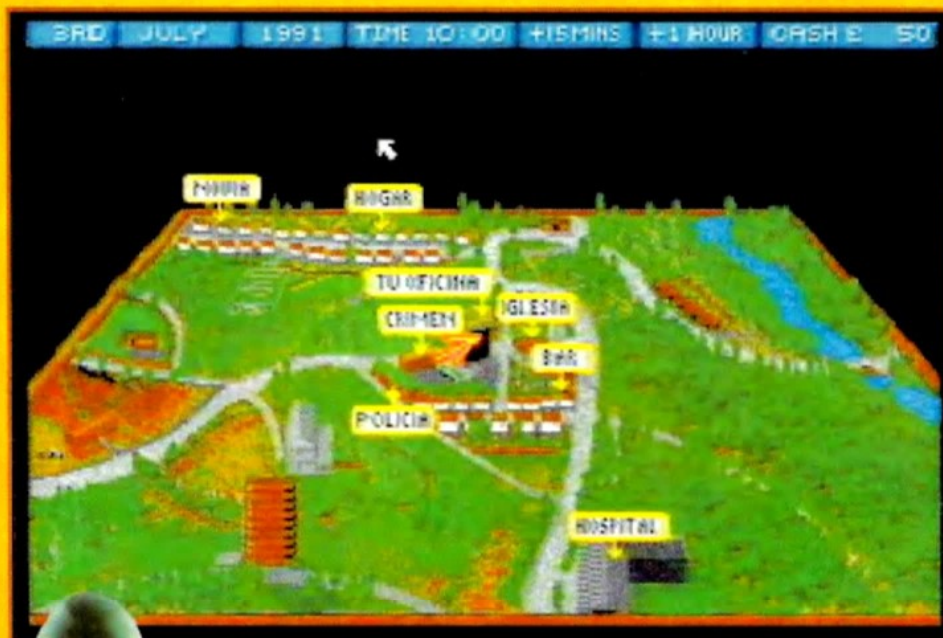 3RD JULY 1991 TIME 10:00 +15MINS +1 HOUR CASH £ 50
NOVIA HOGAR
TU OFICINA
IGLESIA
CRIMEN
BAR
POLICIA
HOSPITAL